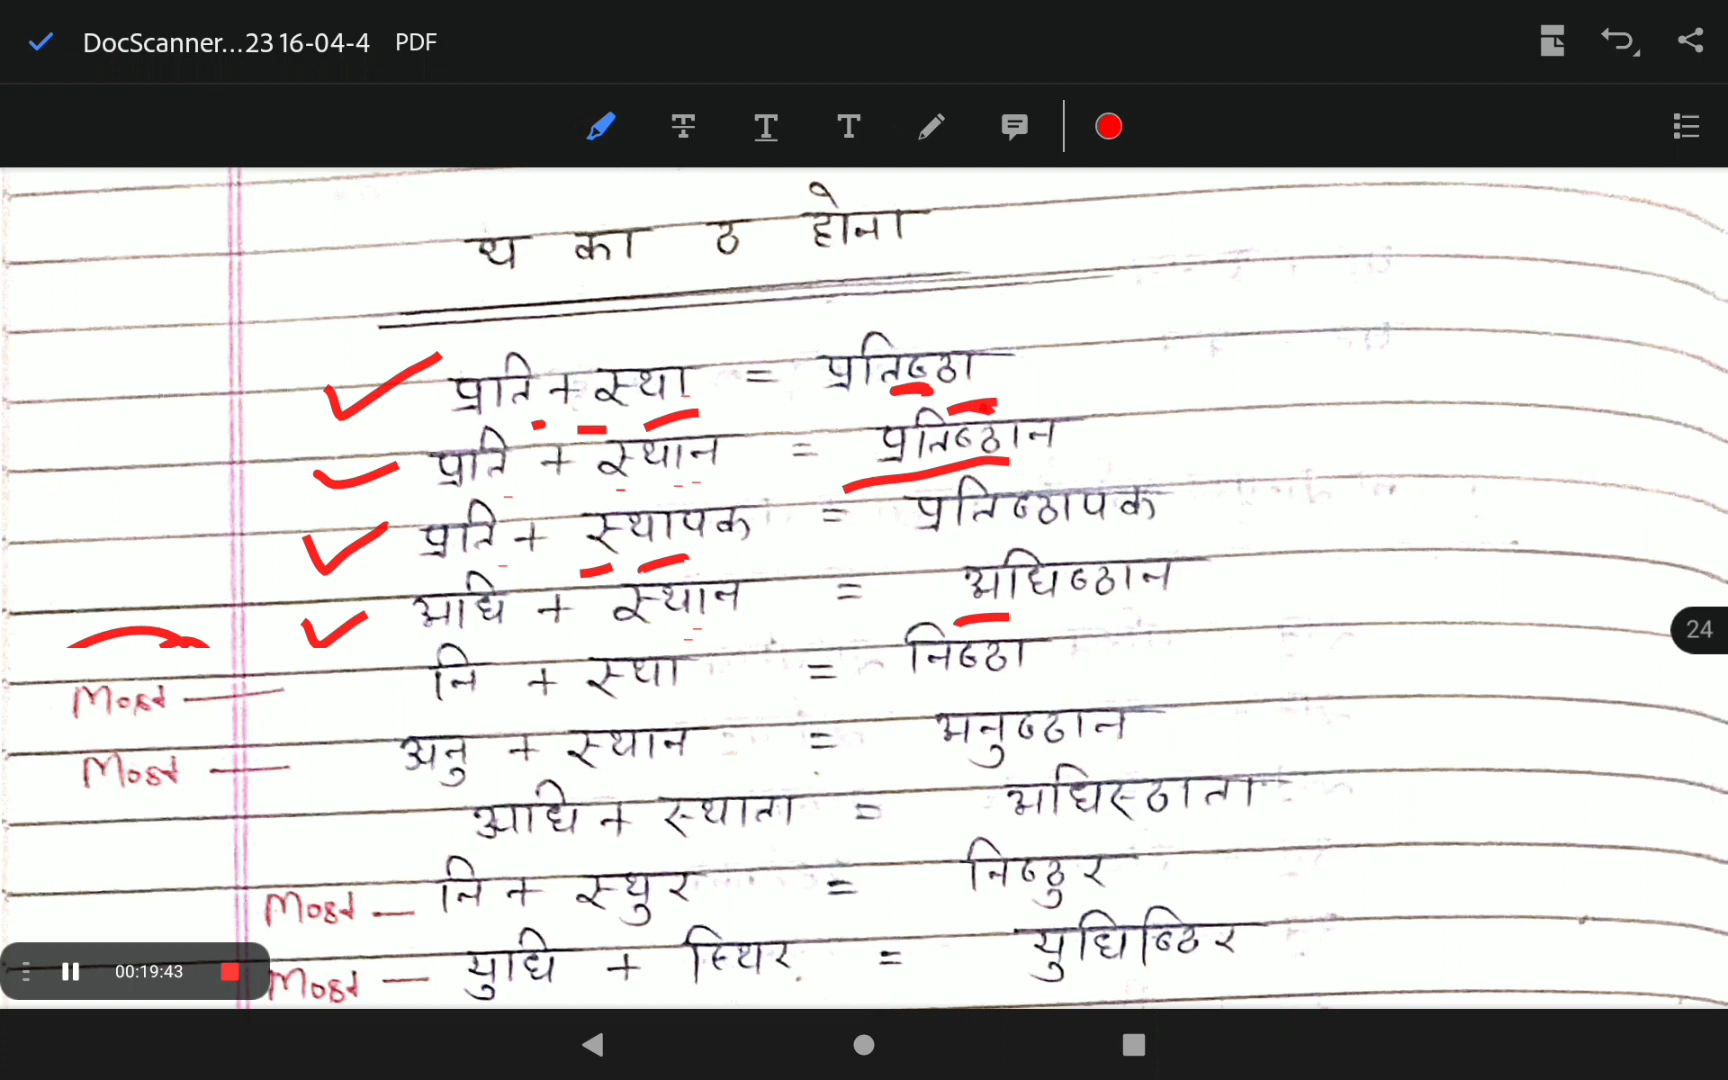 DocScanner...23 16-04-4 PDF
थ का ठ होना
प्रति + स्था = प्रतिष्ठा
प्रति + स्थान = प्रतिष्ठान
प्रति + स्थापक = प्रतिष्ठापक
अधि + स्थान = अधिष्ठान
24
Most — नि + स्था = निष्ठा
Most — अनु + स्थान = अनुष्ठान
अधि + स्थाता = अधिस्ठाता
Most — नि + स्थुर = निष्ठुर
Most — युधि + स्थिर = युधिष्ठिर
00:19:43